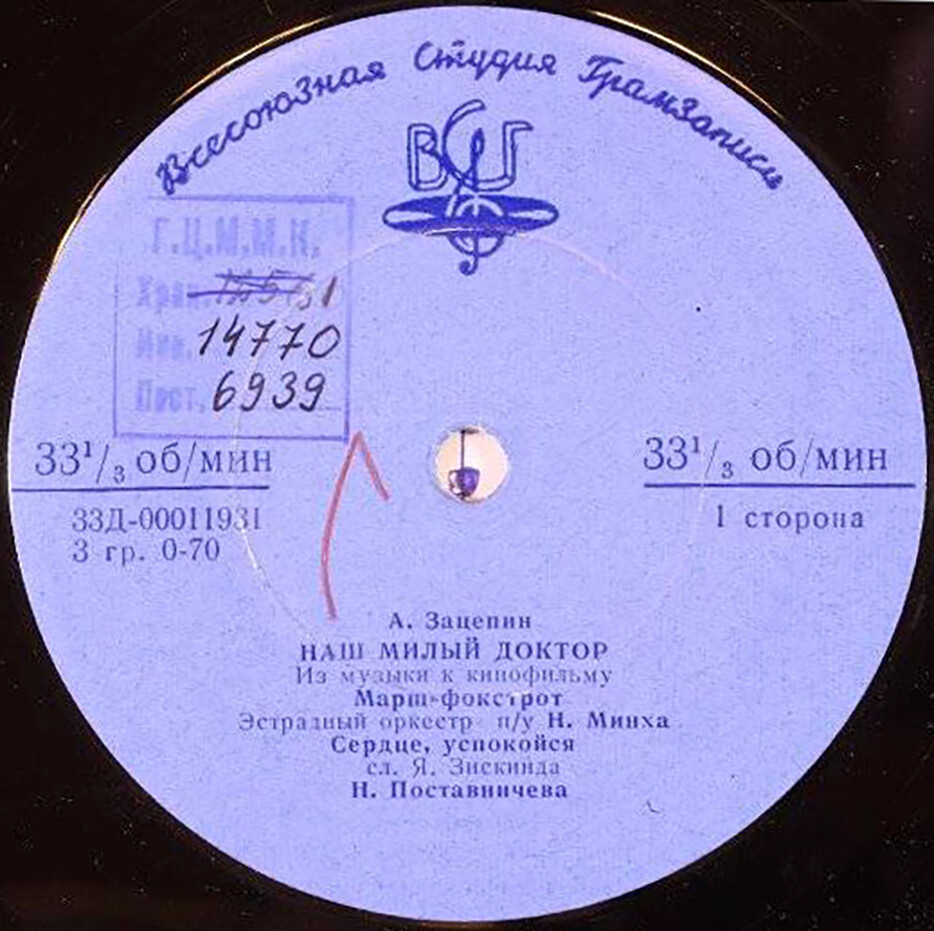 Всесоюзная Студия Грамзаписи
ВСГ
Г.Ц.М.М.К.
Хран.
Инв. 14770
Пост. 6939
33¹/₃ об/мин
33Д-00011931
3 гр. 0-70
33¹/₃ об/мин
1 сторона
А. Зацепин
НАШ МИЛЫЙ ДОКТОР
Из музыки к кинофильму
Марш-фокстрот
Эстрадный оркестр п/у Н. Минха
Сердце, успокойся
сл. Я. Зискинда
Н. Поставничева